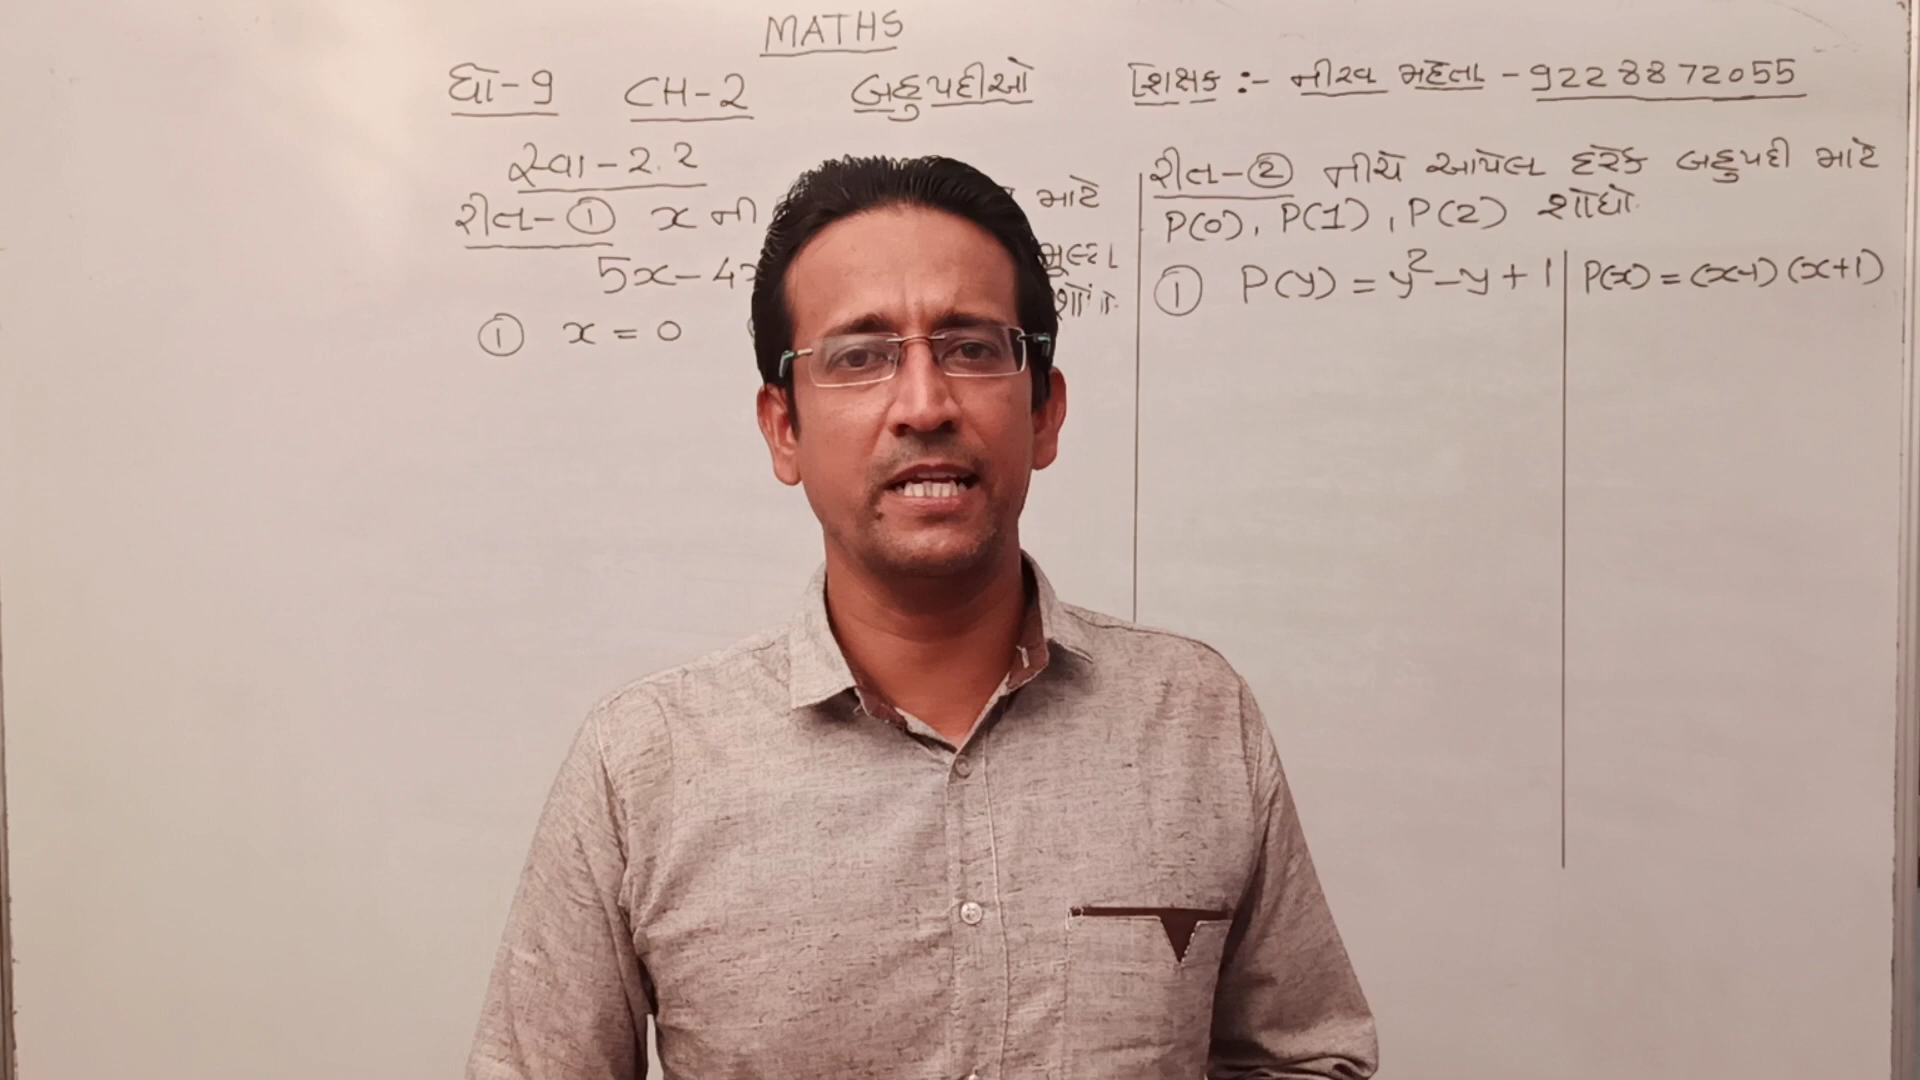 MATHS
ધો-9 CH-2 બહુપદીઓ
શિક્ષક :- નીરવ મહેતા - 9228872055
સ્વા-2.2
રીત-① x ની માટે
5x-4x મૂલ્ય
શોધો
① x = 0
રીત-② નીચે આપેલ દરેક બહુપદી માટે
P(0), P(1), P(2) શોધો.
① P(y) = y²-y+1 | P(x) = (x-1) (x+1)